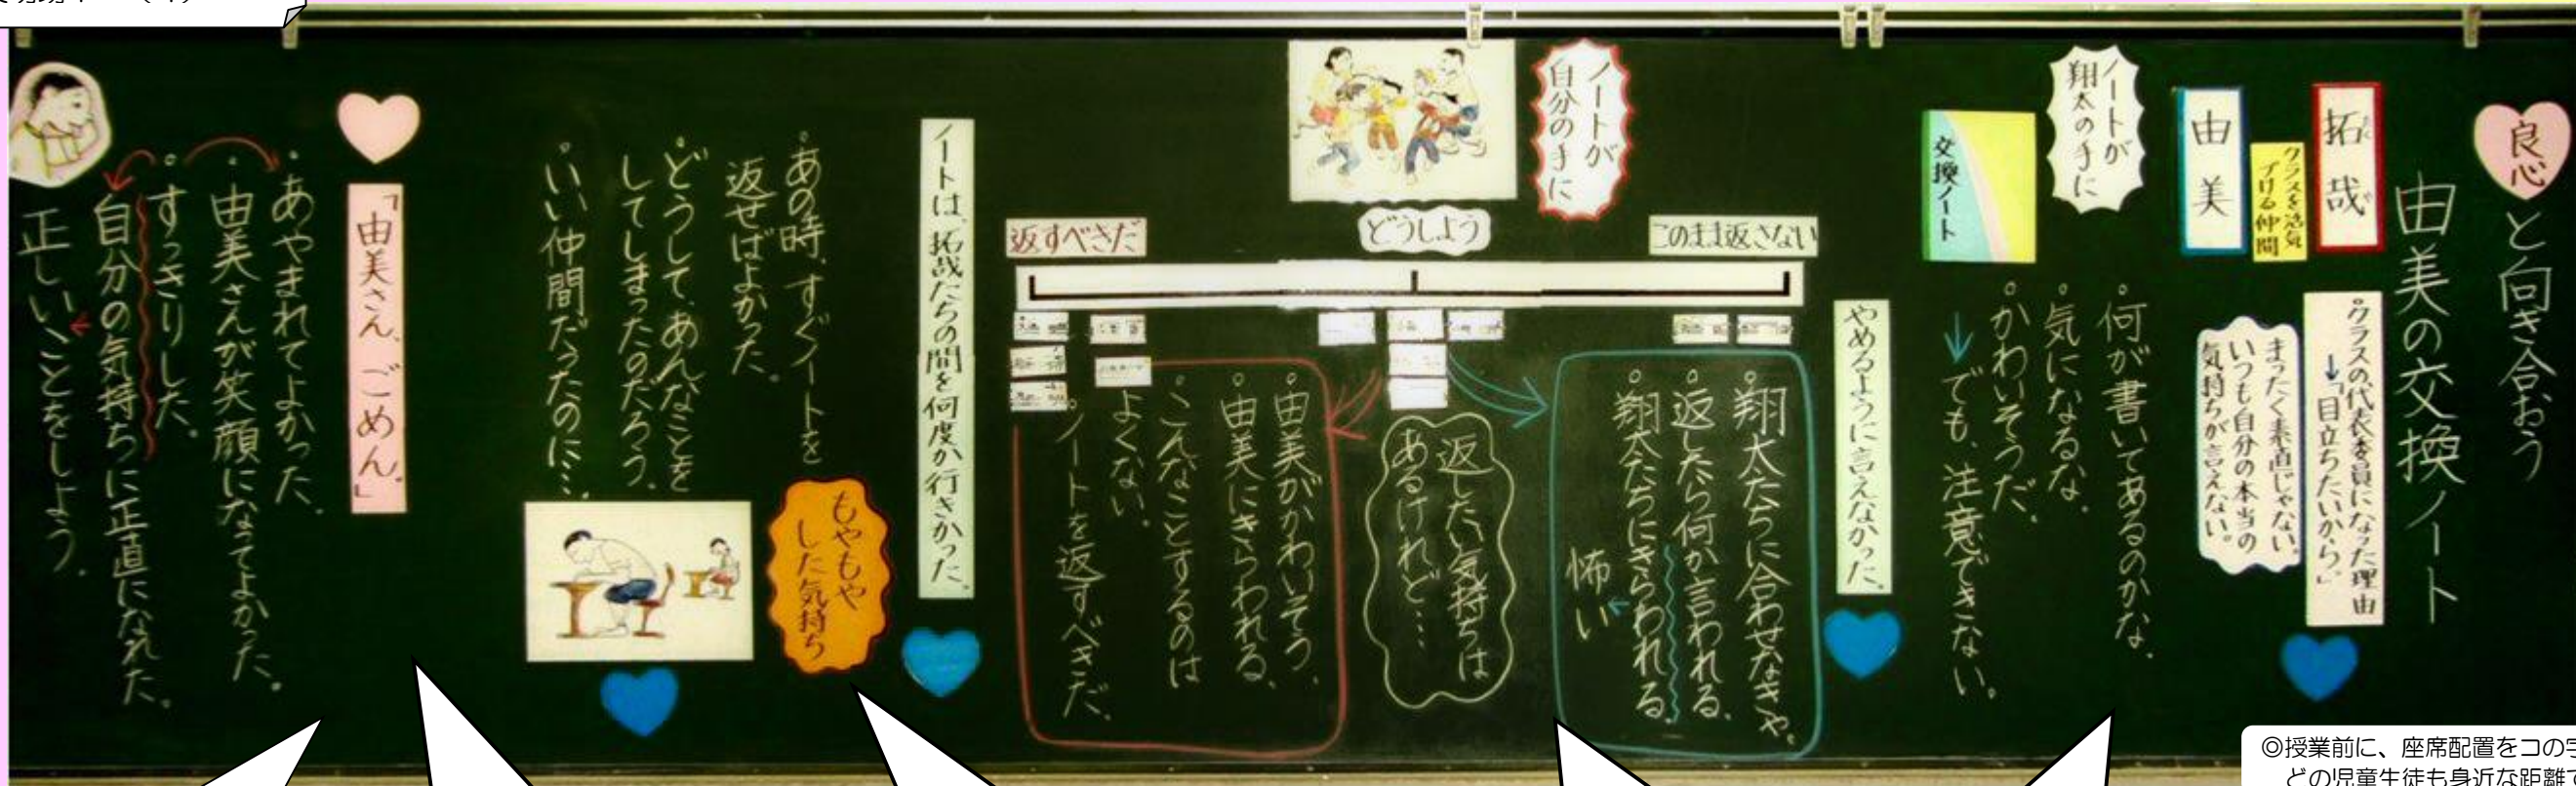 良心と向き合おう
由美の交換ノート
拓哉
たくや
クラスを活気
づける仲間
由美
。クラスの代表委員になった理由
→「目立ちたいから。」
まったく素直じゃない。
いつも自分の本当の
気持ちが言えない。
ノートが
翔太の手に
交換ノート
。何が書いてあるのかな。
。気になるな。
。かわいそうだ。
→でも、注意できない。
やめるように言えなかった。
ノートが
自分の手に
このまま返さない
どうしよう
返すべきだ
。翔太たちに合わせなきゃ。
。返したら何か言われる。
。翔太たちにきらわれる。
怖い
返したい気持ちは
あるけれど…
。由美がかわいそう。
。由美にきらわれる。
。こんなことするのは
よくない。
。ノートを返すべきだ。
ノートは、拓哉たちの間を何度か行きかった。
もやもや
した気持ち
。あの時、すぐノートを
返せばよかった。
。どうして、あんなことを
してしまったのだろう。
。いい仲間だったのに…。
「由美さん、ごめん。」
。あやまれてよかった。
。由美さんが笑顔になってよかった。
。すっきりした。
自分の気持ちに正直になれた。
正しいことをしよう。
◎授業前に、座席配置をコの字
どの児童生徒も身近な距離で